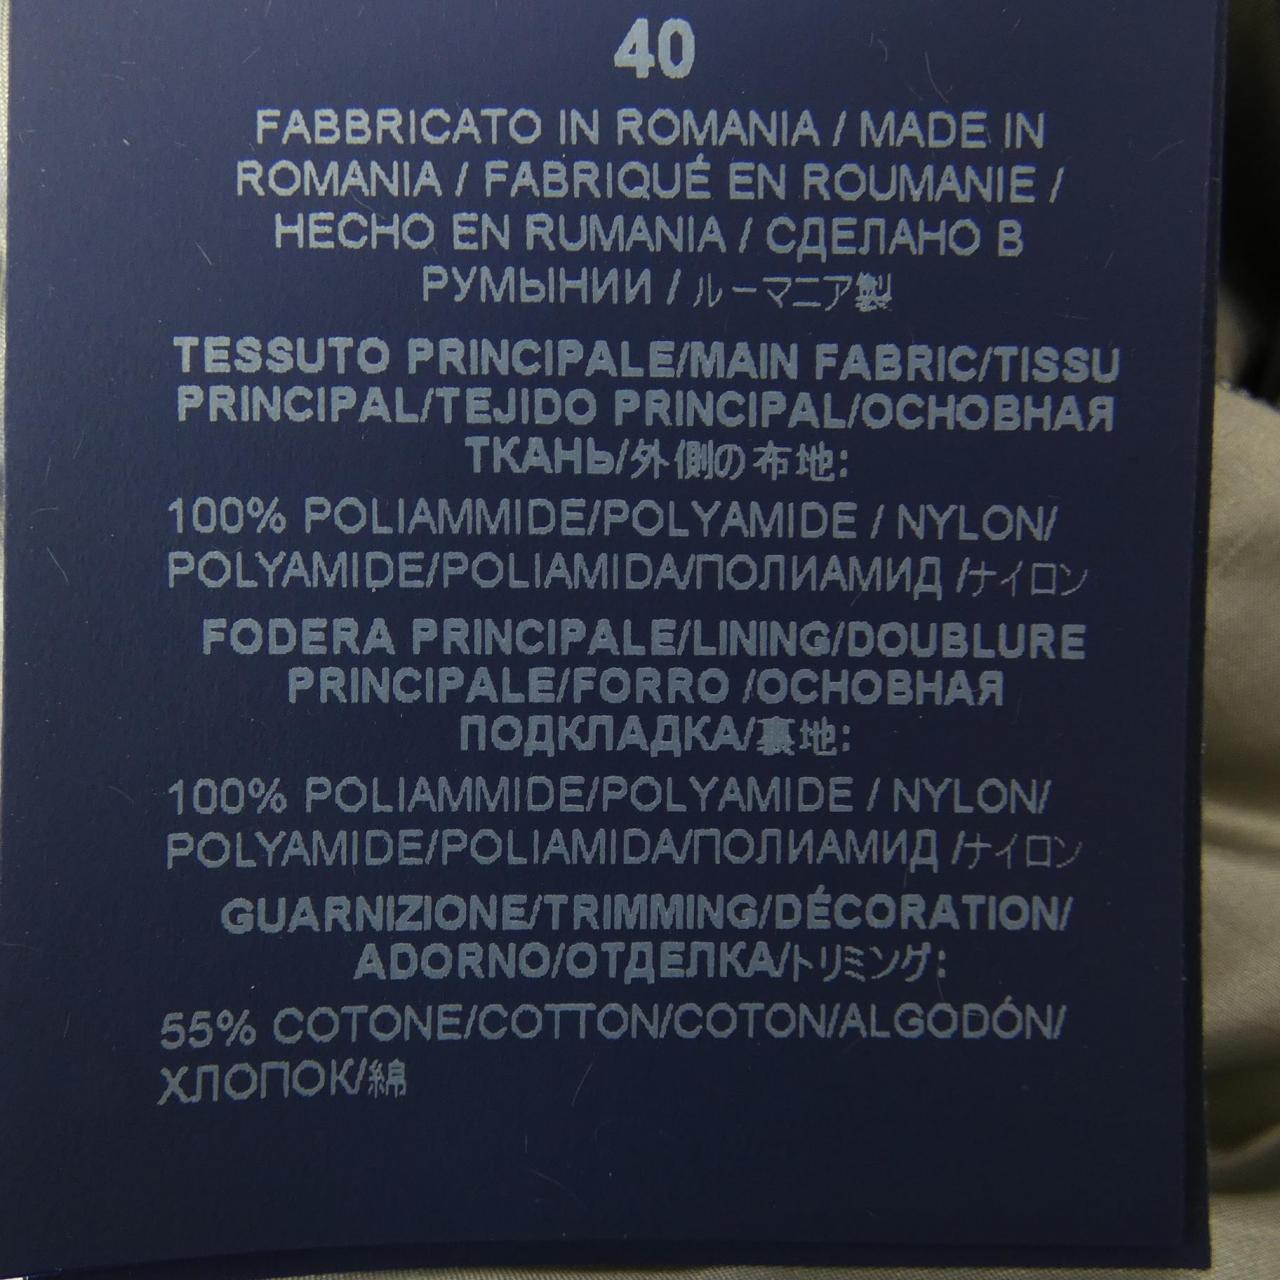 40
FABBRICATO IN ROMANIA / MADE IN
ROMANIA / FABRIQUÉ EN ROUMANIE /
HECHO EN RUMANIA / СДЕЛАНО В
РУМЫНИИ / ルーマニア製
TESSUTO PRINCIPALE/MAIN FABRIC/TISSU
PRINCIPAL/TEJIDO PRINCIPAL/ОСНОВНАЯ
ТКАНЬ/外側の布地:
100% POLIAMMIDE/POLYAMIDE / NYLON/
POLYAMIDE/POLIAMIDA/ПОЛИАМИД /ナイロン
FODERA PRINCIPALE/LINING/DOUBLURE
PRINCIPALE/FORRO /ОСНОВНАЯ
ПОДКЛАДКА/裏地:
100% POLIAMMIDE/POLYAMIDE / NYLON/
POLYAMIDE/POLIAMIDA/ПОЛИАМИД /ナイロン
GUARNIZIONE/TRIMMING/DÉCORATION/
ADORNO/ОТДЕЛКА/トリミング:
55% COTONE/COTTON/COTON/ALGODÓN/
ХЛОПОК/綿